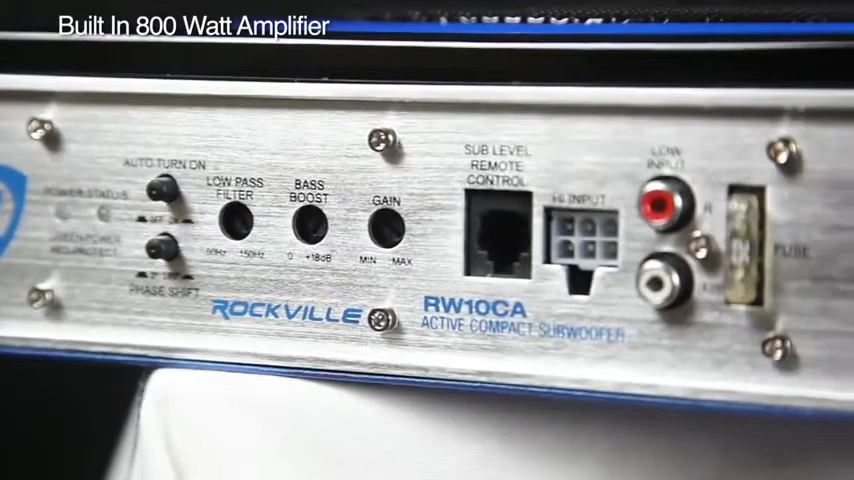 Built In 800 Watt Amplifier
AUTO TURN ON
POWER STATUS
OFF
PHASE SHIFT
LOW PASS
FILTER
50Hz 150Hz
BASS
BOOST
0 +18dB
GAIN
MIN MAX
SUB LEVEL
REMOTE
CONTROL
HI INPUT
LOW
INPUT
R
FUSE
ROCKVILLE
RW10CA
ACTIVE COMPACT SUBWOOFER